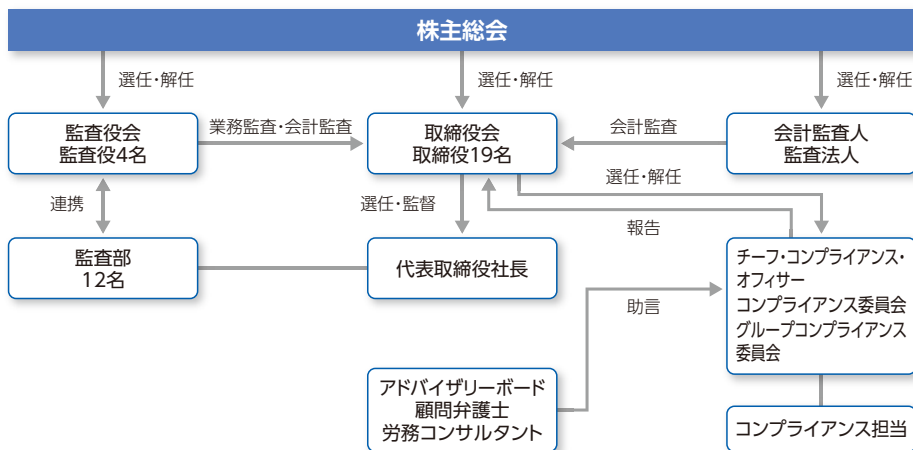 株主総会
選任・解任
選任・解任
選任・解任
監査役会
監査役4名
業務監査・会計監査
取締役会
取締役19名
会計監査
会計監査人
監査法人
連携
選任・監督
選任・解任
報告
監査部
12名
代表取締役社長
チーフ・コンプライアンス・
オフィサー
コンプライアンス委員会
グループコンプライアンス
委員会
助言
アドバイザリーボード
顧問弁護士
労務コンサルタント
コンプライアンス担当